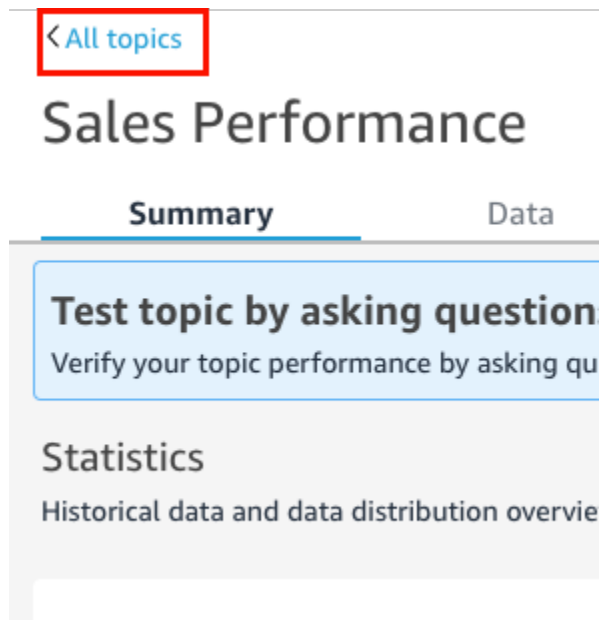 All topics
Sales Performance
Summary Data
Test topic by asking question
Verify your topic performance by asking qu
Statistics
Historical data and data distribution overvie